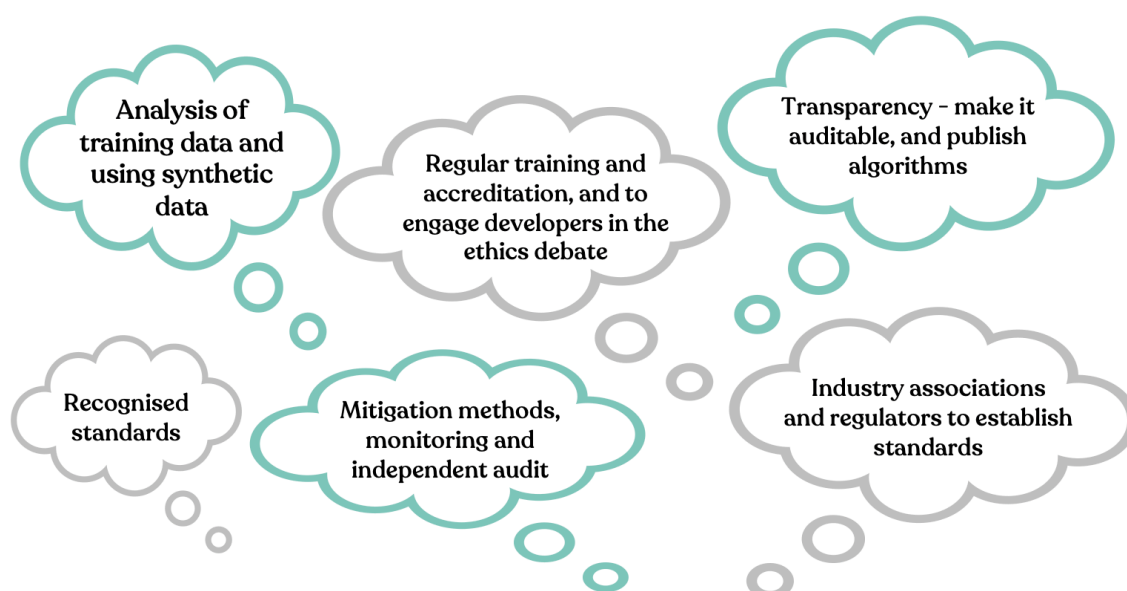 Analysis of
training data and
using synthetic
data
Regular training and
accreditation, and to
engage developers in the
ethics debate
Transparency - make it
auditable, and publish
algorithms
Recognised
standards
Mitigation methods,
monitoring and
independent audit
Industry associations
and regulators to establish
standards